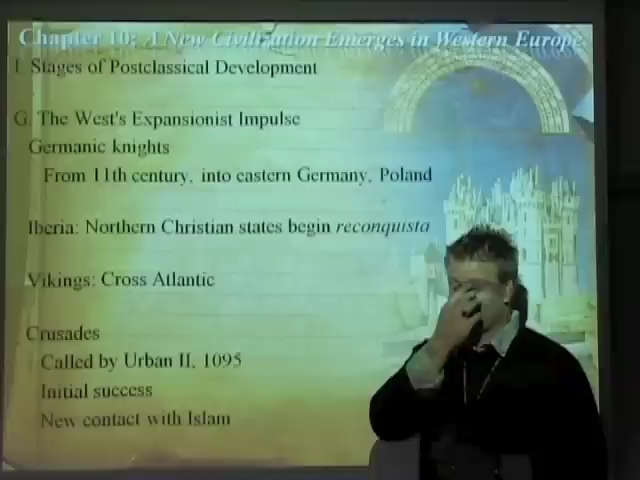 Chapter 10: A New Civilization Emerges in Western Europe
I Stages of Postclassical Development
G. The West's Expansionist Impulse
Germanic knights
From 11th century, into eastern Germany, Poland
Iberia: Northern Christian states begin reconquista
Vikings: Cross Atlantic
Crusades
Called by Urban II, 1095
Initial success
New contact with Islam